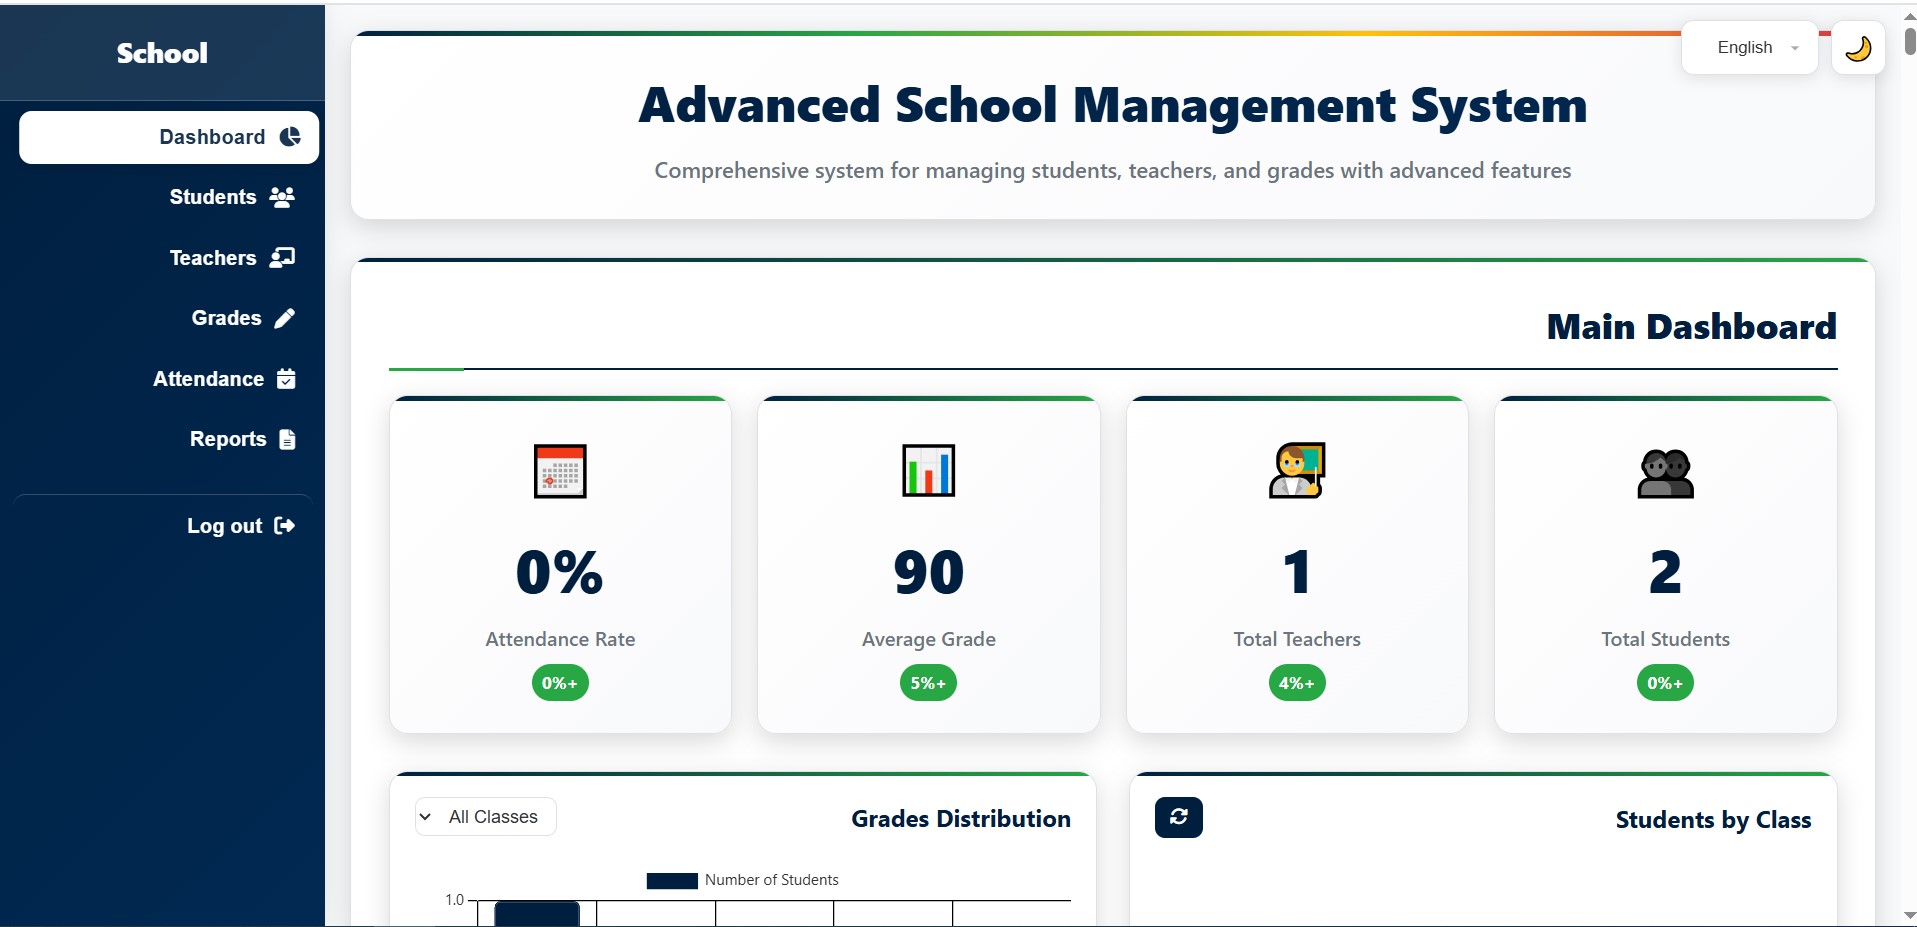 School
Dashboard
Students
Teachers
Grades
Attendance
Reports
Log out
English
Advanced School Management System
Comprehensive system for managing students, teachers, and grades with advanced features
Main Dashboard
0%
Attendance Rate
0%+
90
Average Grade
5%+
1
Total Teachers
4%+
2
Total Students
0%+
All Classes
Grades Distribution
Number of Students
1.0
Students by Class